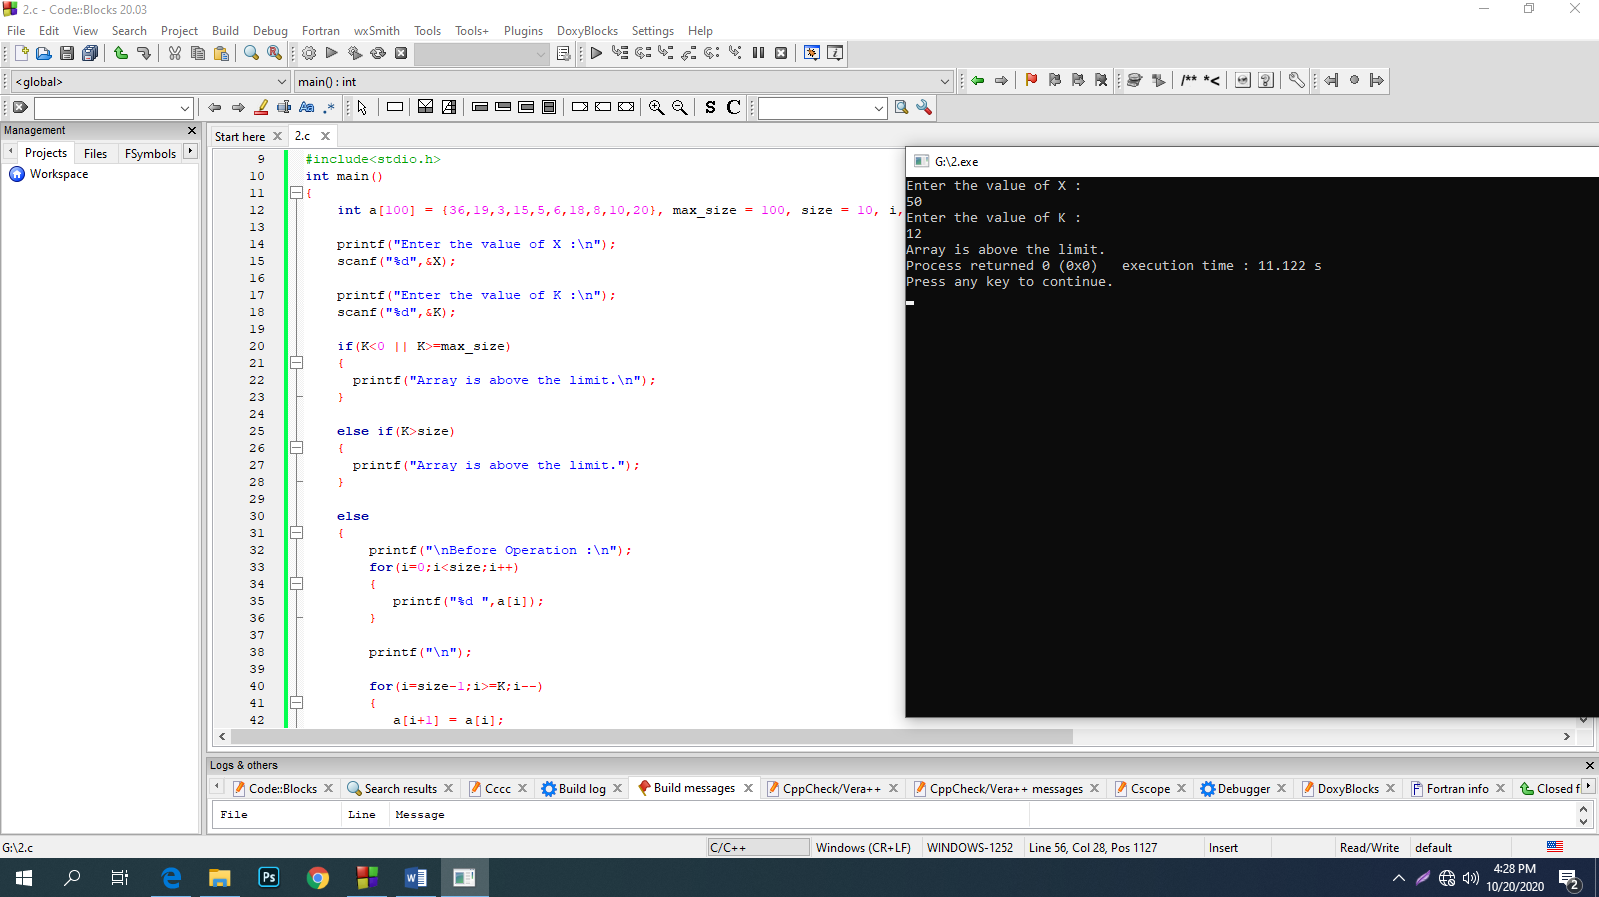 2.c - Code::Blocks 20.03
File Edit View Search Project Build Debug Fortran wxSmith Tools Tools+ Plugins DoxyBlocks Settings Help
<global> main() : int
/** *<
Aa .* S C
Management
Projects Files FSymbols
Workspace
Start here 2.c
9 #include<stdio.h>
10 int main()
11 {
12 int a[100] = {36,19,3,15,5,6,18,8,10,20}, max_size = 100, size = 10, i,
13
14 printf("Enter the value of X :\n");
15 scanf("%d",&X);
16
17 printf("Enter the value of K :\n");
18 scanf("%d",&K);
19
20 if(K<0 || K>=max_size)
21 {
22 printf("Array is above the limit.\n");
23 }
24
25 else if(K>size)
26 {
27 printf("Array is above the limit.");
28 }
29
30 else
31 {
32 printf("\nBefore Operation :\n");
33 for(i=0;i<size;i++)
34 {
35 printf("%d ",a[i]);
36 }
37
38 printf("\n");
39
40 for(i=size-1;i>=K;i--)
41 {
42 a[i+1] = a[i];
G:\2.exe
Enter the value of X :
50
Enter the value of K :
12
Array is above the limit.
Process returned 0 (0x0) execution time : 11.122 s
Press any key to continue.
Logs & others
Code::Blocks Search results Cccc Build log Build messages CppCheck/Vera++ CppCheck/Vera++ messages Cscope Debugger DoxyBlocks Fortran info Closed f
File Line Message
G:\2.c C/C++ Windows (CR+LF) WINDOWS-1252 Line 56, Col 28, Pos 1127 Insert Read/Write default
Ps
4:28 PM
10/20/2020
2